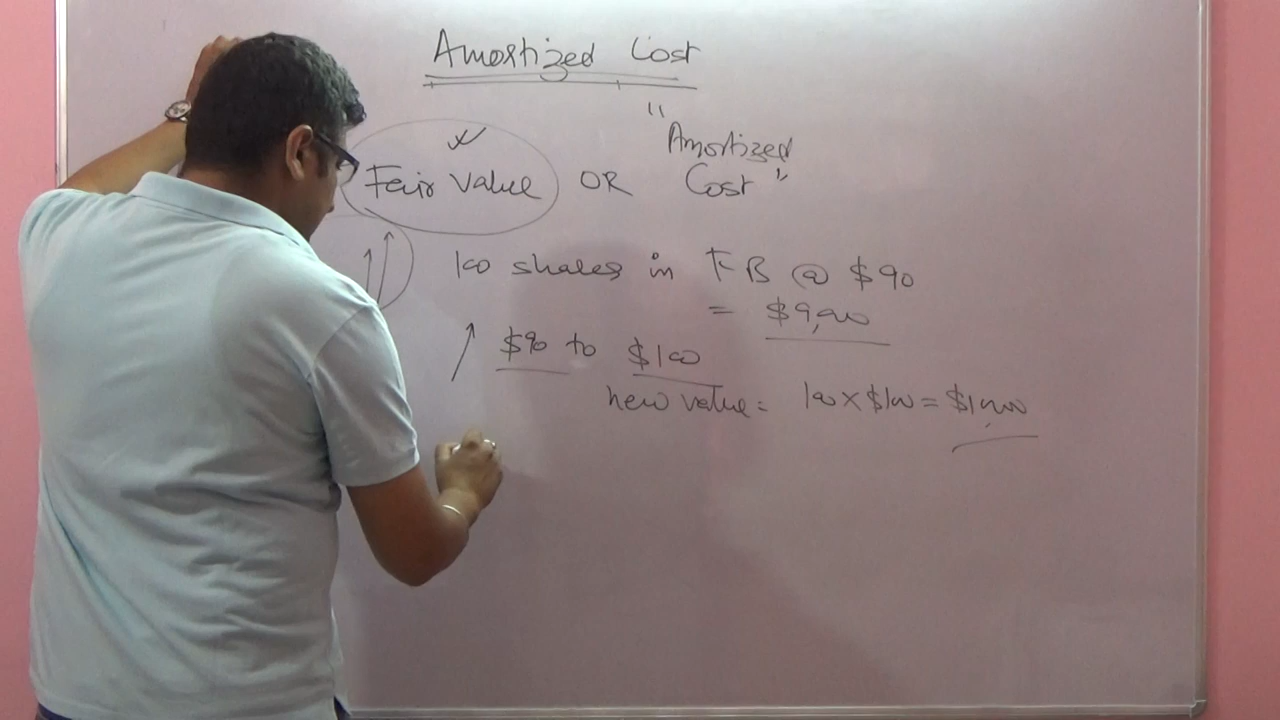 Amortized Cost
Fair Value OR "Amortized Cost"
100 shares in FB @ $90
= $9,000
$90 to $100
new value = 100 x $100 = $10,000